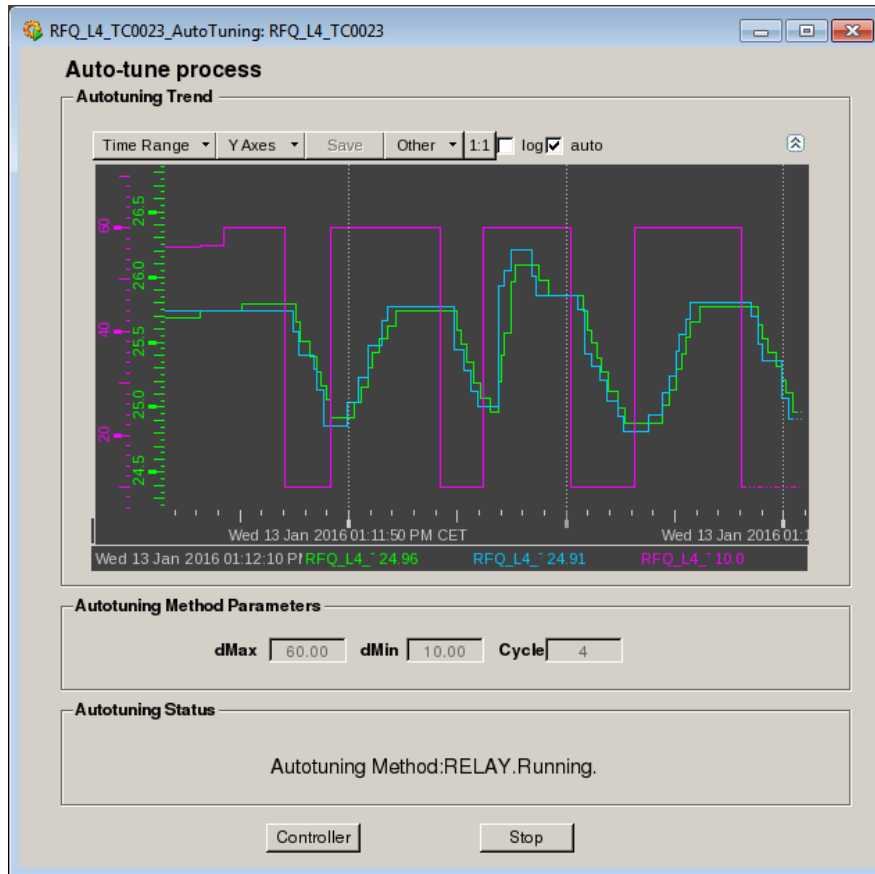 RFQ_L4_TC0023_AutoTuning: RFQ_L4_TC0023
Auto-tune process
Autotuning Trend
Time Range Y Axes Save Other 1:1 log auto
60
40
20
26.5
26.0
25.5
25.0
24.5
Wed 13 Jan 2016 01:11:50 PM CET Wed 13 Jan 2016 01:1
Wed 13 Jan 2016 01:12:10 PM RFQ_L4_T 24.96 RFQ_L4_T 24.91 RFQ_L4_T 10.0
Autotuning Method Parameters
dMax 60.00 dMin 10.00 Cycle 4
Autotuning Status
Autotuning Method:RELAY.Running.
Controller Stop